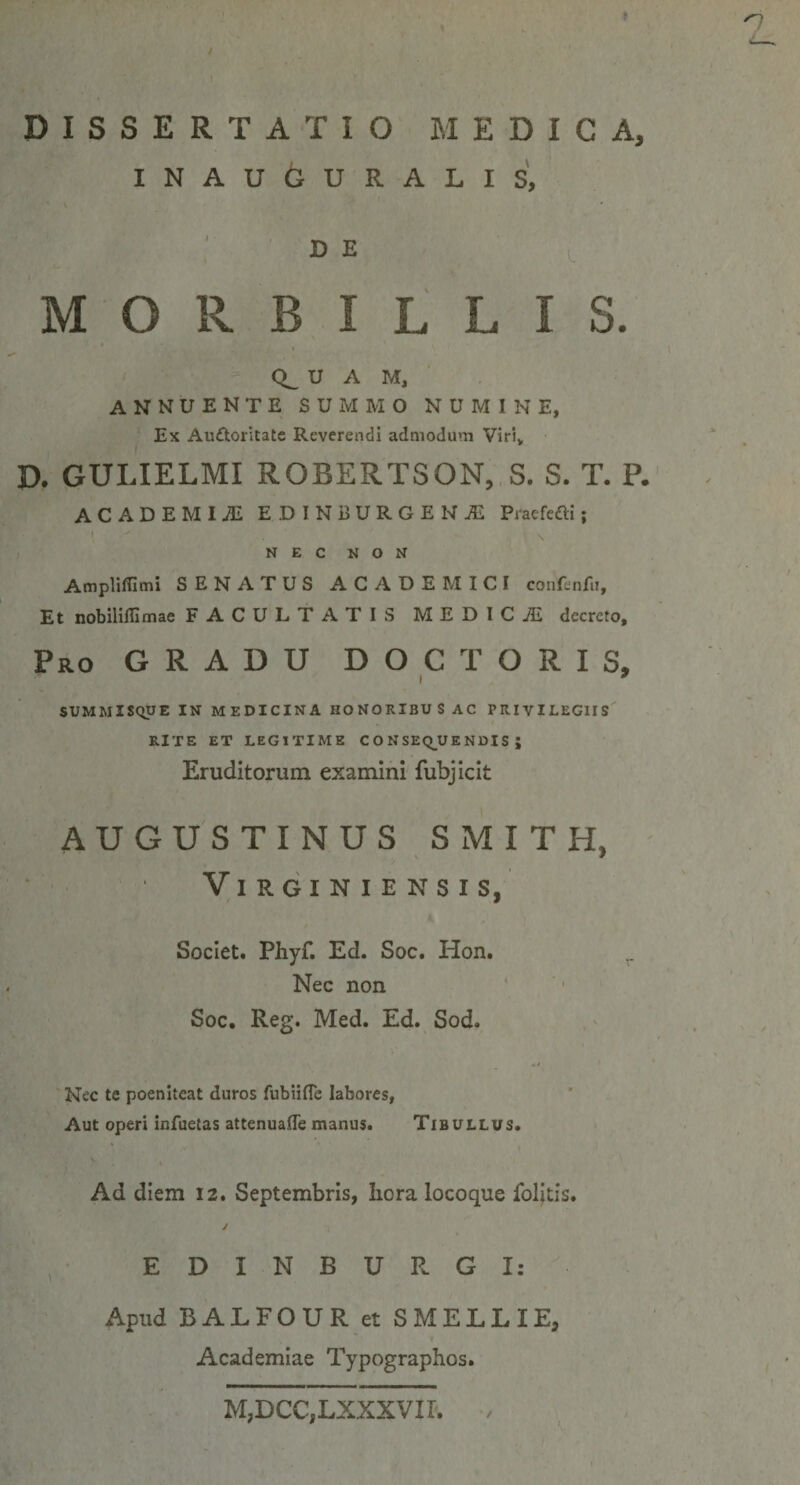 2
DISSERTATIO MEDICA,
INAUGURALIS,
DE
MORBILLIS.
QUAM,
ANNUENTE SUMMO NUMINE,
Ex Auctoritate Reverendi admodum Viri,
D. GULIELMI ROBERTSON, S. S. T. P.
ACADEMIÆ EDINBURGENÆ Praefecti;
NEC NON
Ampliſſimi SENATUS ACADEMICI conſenſu,
Et nobiliſſimae FACULTATIS MEDICÆ decreto,
PRO GRADU DOCTORIS,
SUMMISQUE IN MEDICINA HONORIBUS AC PRIVILEGIIS
RITE ET LEGITIME CONSEQUENDIS;
Eruditorum examini ſubjicit
AUGUSTINUS SMITH,
VIRGINIENSIS,
Societ. Phyſ. Ed. Soc. Hon.
Nec non
Soc. Reg. Med. Ed. Sod.
Nec te poeniteat duros ſubiiſſe labores,
Aut operi inſuetas attenuaſſe manus. TIBULLUS.
Ad diem 12. Septembris, hora locoque ſolitis.
EDINBURGI:
Apud BALFOUR et SMELLIE,
Academiae Typographos.
M,DCC,LXXXVII.